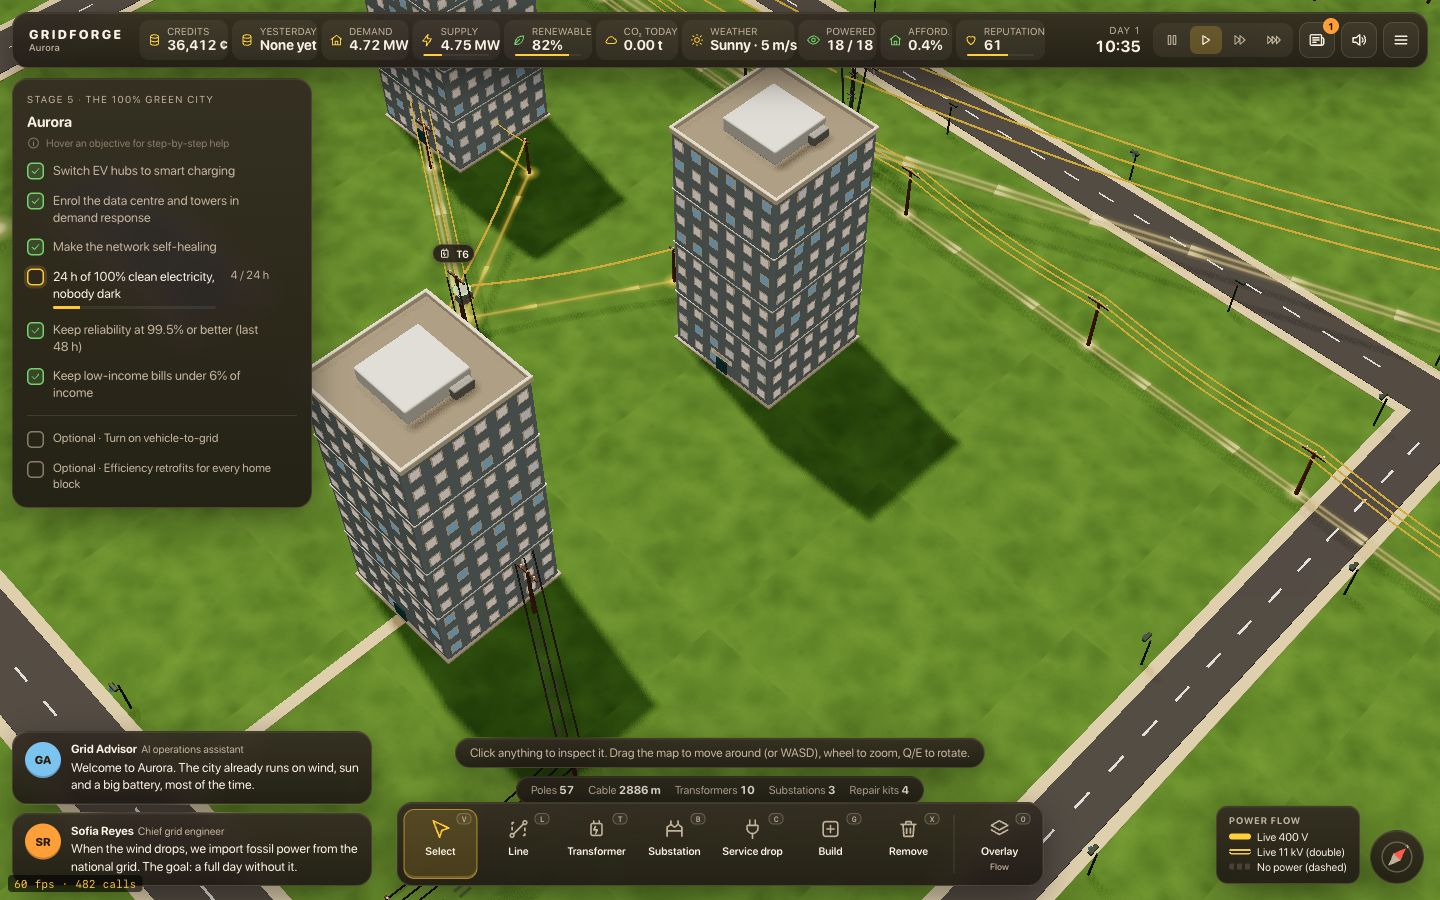 GRIDFORGE
Aurora
CREDITS
36,412 ¢
YESTERDAY
None yet
DEMAND
4.72 MW
SUPPLY
4.75 MW
RENEWABLE
82%
CO₂ TODAY
0.00 t
WEATHER
Sunny · 5 m/s
POWERED
18 / 18
AFFORD.
0.4%
REPUTATION
61
DAY 1
10:35
1
STAGE 5 · THE 100% GREEN CITY
Aurora
Hover an objective for step-by-step help
Switch EV hubs to smart charging
Enrol the data centre and towers in
demand response
Make the network self-healing
24 h of 100% clean electricity,
nobody dark
4 / 24 h
Keep reliability at 99.5% or better (last
48 h)
Keep low-income bills under 6% of
income
Optional · Turn on vehicle-to-grid
Optional · Efficiency retrofits for every home
block
T6
GA
Grid Advisor AI operations assistant
Welcome to Aurora. The city already runs on wind, sun
and a big battery, most of the time.
SR
Sofia Reyes Chief grid engineer
When the wind drops, we import fossil power from the
national grid. The goal: a full day without it.
60 fps · 482 calls
Click anything to inspect it. Drag the map to move around (or WASD), wheel to zoom, Q/E to rotate.
Poles 57 Cable 2886 m Transformers 10 Substations 3 Repair kits 4
V
Select
L
Line
T
Transformer
B
Substation
C
Service drop
G
Build
X
Remove
O
Overlay
Flow
POWER FLOW
Live 400 V
Live 11 kV (double)
No power (dashed)